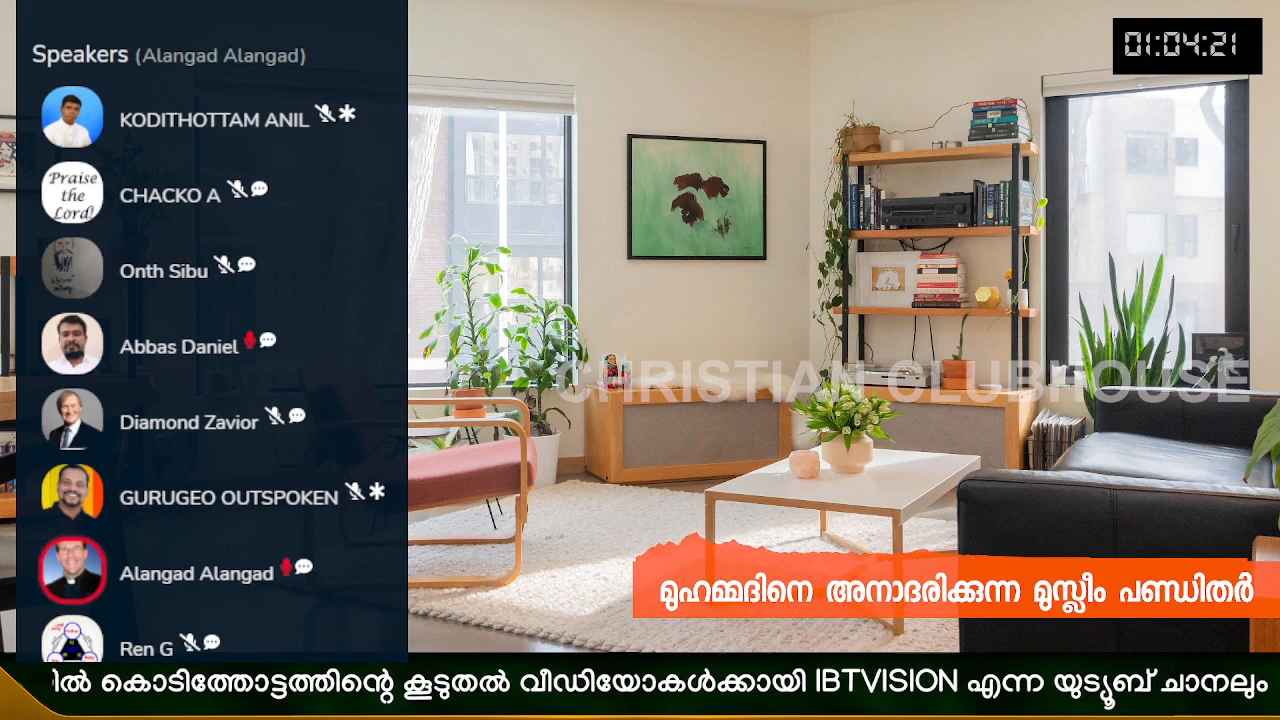 Speakers (Alangad Alangad)
01:04:21
KODITHOTTAM ANIL
Praise
the
Lord!
CHACKO A
Onth Sibu
Abbas Daniel
Diamond Zavior
GURUGEO OUTSPOKEN
Alangad Alangad
Ren G
CHRISTIAN CLUBHOUSE
മുഹമ്മദിനെ അനാദരിക്കുന്ന മുസ്ലീം പണ്ഡിതർ
ിൽ കൊടിത്തോട്ടത്തിന്റെ കൂടുതൽ വീഡിയോകൾക്കായി IBTVISION എന്ന യുട്യൂബ് ചാനലും